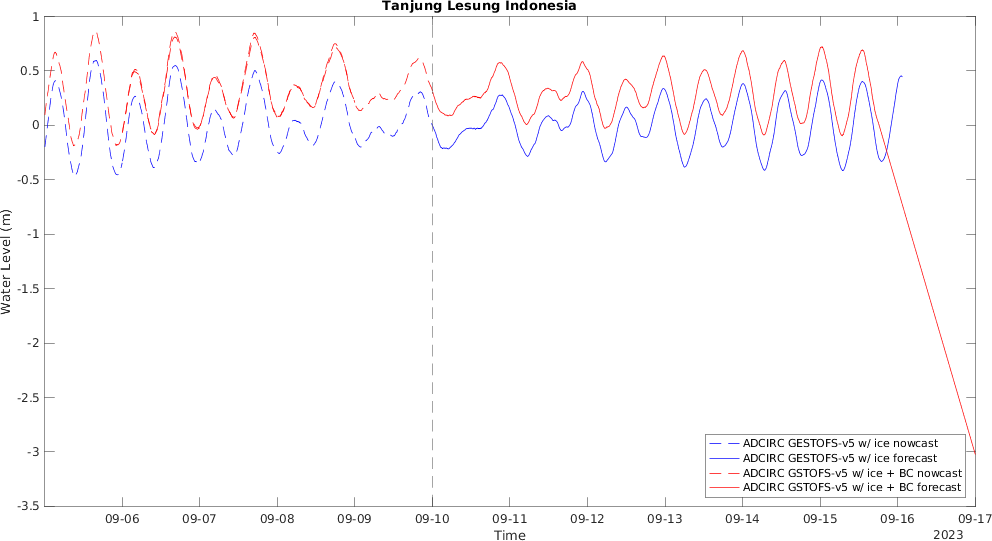 Tanjung Lesung Indonesia
1
0.5
0
-0.5
-1
-1.5
-2
-2.5
-3
-3.5
Water Level (m)
ADCIRC GESTOFS-v5 w/ ice nowcast
ADCIRC GESTOFS-v5 w/ ice forecast
ADCIRC GSTOFS-v5 w/ ice + BC nowcast
ADCIRC GSTOFS-v5 w/ ice + BC forecast
09-06 09-07 09-08 09-09 09-10 09-11 09-12 09-13 09-14 09-15 09-16 09-17
Time
2023